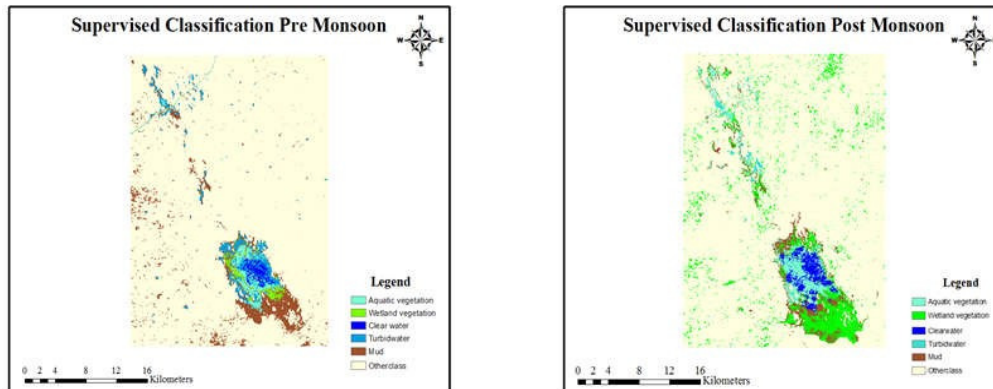 Supervised Classification Pre Monsoon
N
W E
S
Legend
Aquatic vegetation
Wetland vegetation
Clear water
Turbidwater
Mud
Otherclass
0 2 4 8 12 16
Kilometers
Supervised Classification Post Monsoon
N
W E
S
Legend
Aquatic vegetation
Wetland vegetation
Clearwater
Turbidwater
Mud
Otherclass
0 2 4 8 12 16
Kilometers